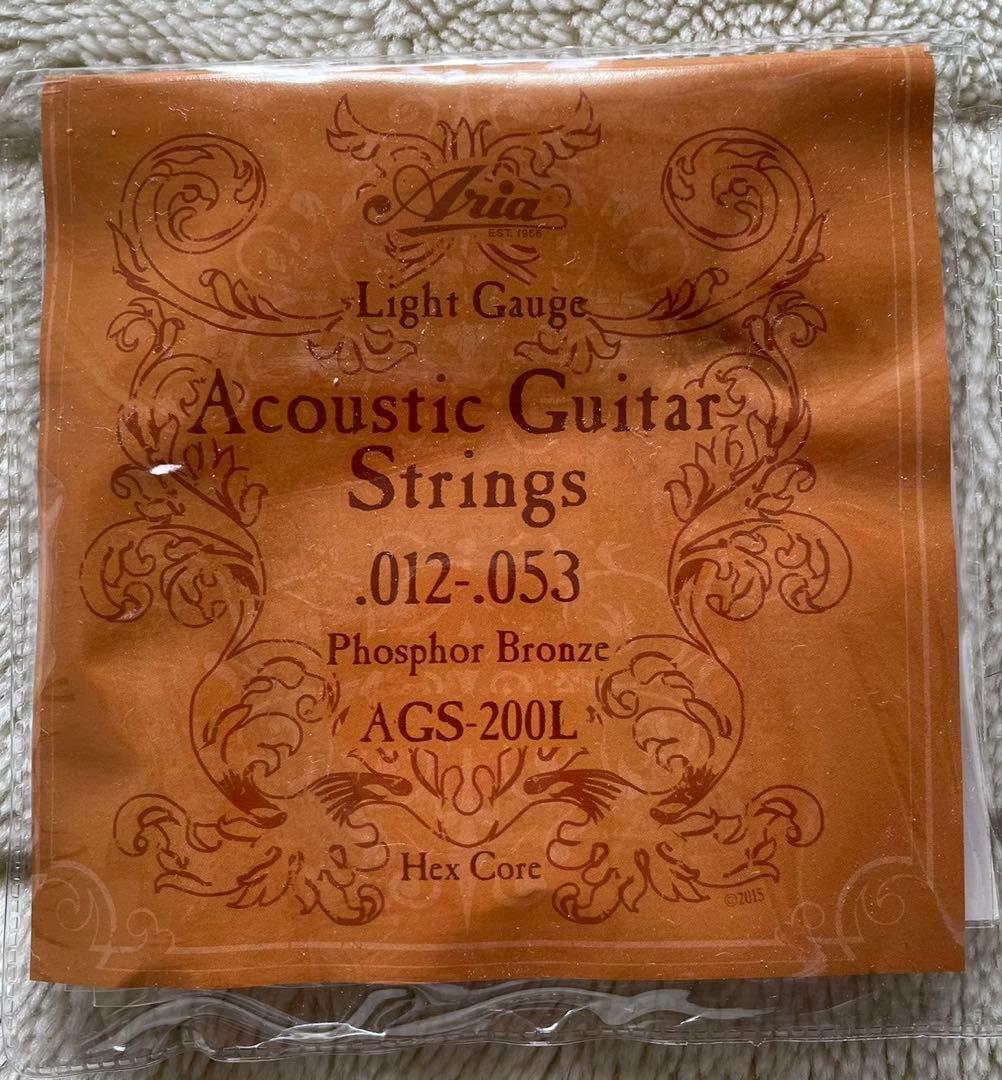 Aria
EST. 1956
Light Gauge
Acoustic Guitar
Strings
.012-.053
Phosphor Bronze
AGS-200L
Hex Core
©2015